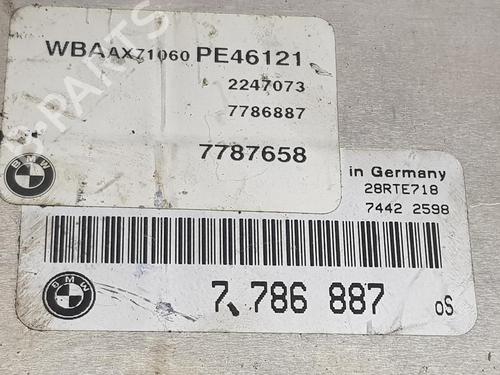 WBAAX71060 PE46121
2247073
7786887
7787658
BMW
in Germany
28RTE718
7442 2598
BMW
7 786 887 oS